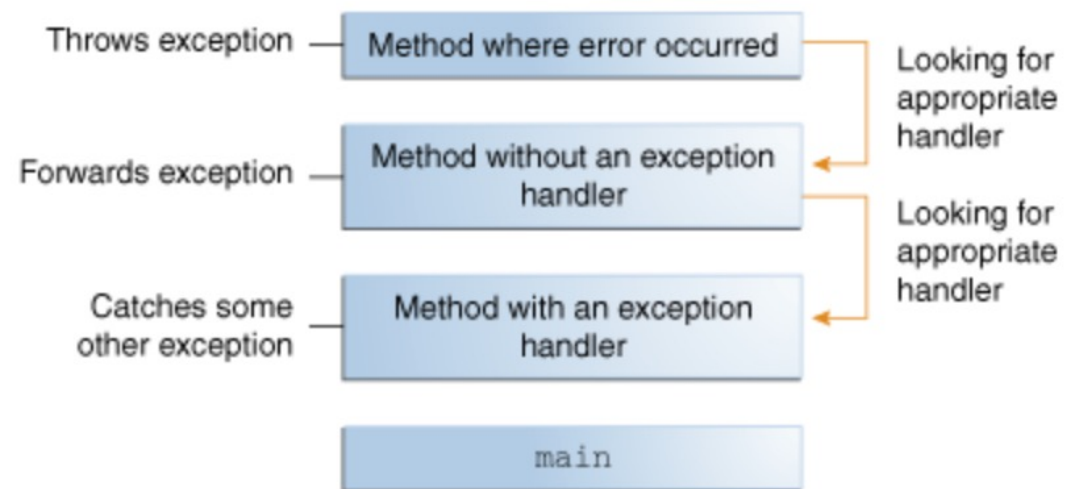 Throws exception
Method where error occurred
Looking for
appropriate
handler
Forwards exception
Method without an exception
handler
Looking for
appropriate
handler
Catches some
other exception
Method with an exception
handler
main